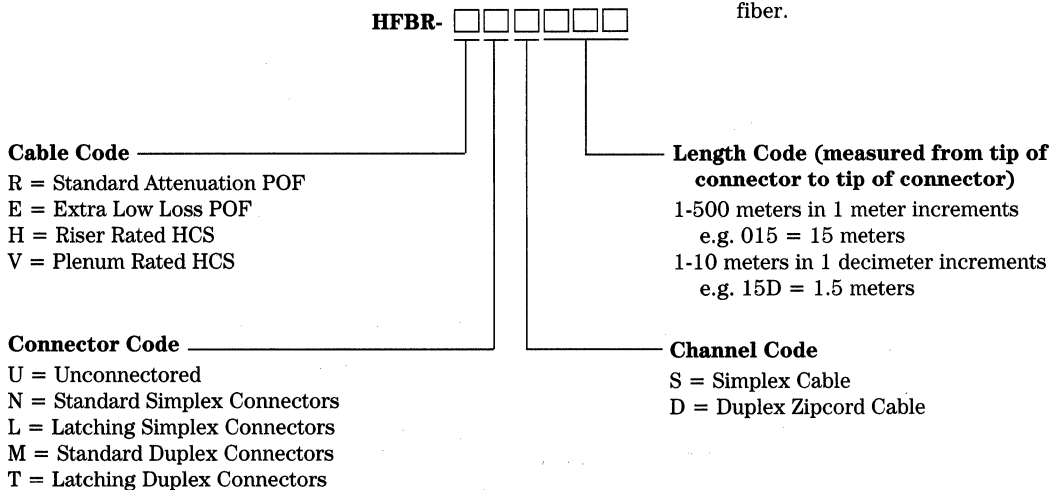 fiber.
HFBR-
Cable Code
R = Standard Attenuation POF
E = Extra Low Loss POF
H = Riser Rated HCS
V = Plenum Rated HCS
Length Code (measured from tip of
connector to tip of connector)
1-500 meters in 1 meter increments
e.g. 015 = 15 meters
1-10 meters in 1 decimeter increments
e.g. 15D = 1.5 meters
Connector Code
U = Unconnectored
N = Standard Simplex Connectors
L = Latching Simplex Connectors
M = Standard Duplex Connectors
T = Latching Duplex Connectors
Channel Code
S = Simplex Cable
D = Duplex Zipcord Cable